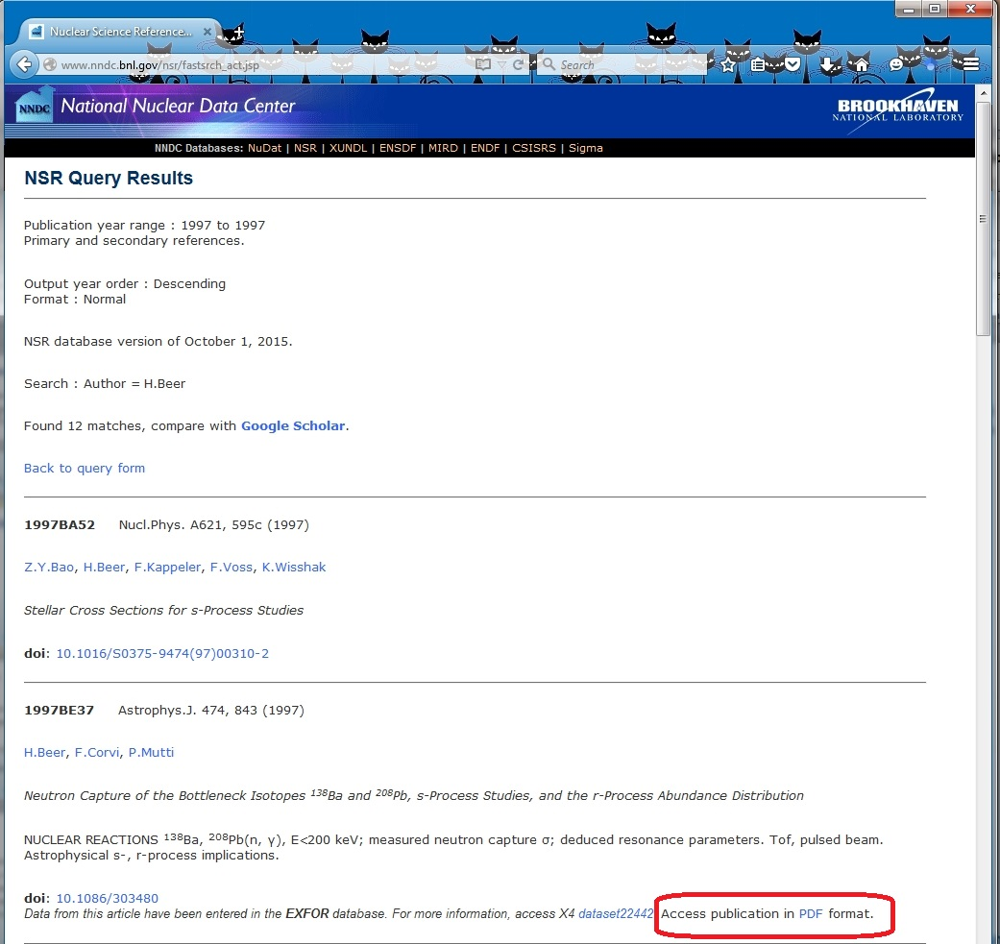 Nuclear Science Reference...
www.nndc.bnl.gov/nsr/fastsrch_act.jsp
Search
NNDC National Nuclear Data Center
BROOKHAVEN
NATIONAL LABORATORY
NNDC Databases: NuDat | NSR | XUNDL | ENSDF | MIRD | ENDF | CSISRS | Sigma
NSR Query Results
Publication year range : 1997 to 1997
Primary and secondary references.
Output year order : Descending
Format : Normal
NSR database version of October 1, 2015.
Search : Author = H.Beer
Found 12 matches, compare with Google Scholar.
Back to query form
1997BA52 Nucl.Phys. A621, 595c (1997)
Z.Y.Bao, H.Beer, F.Kappeler, F.Voss, K.Wisshak
Stellar Cross Sections for s-Process Studies
doi: 10.1016/S0375-9474(97)00310-2
1997BE37 Astrophys.J. 474, 843 (1997)
H.Beer, F.Corvi, P.Mutti
Neutron Capture of the Bottleneck Isotopes ¹³⁸Ba and ²⁰⁸Pb, s-Process Studies, and the r-Process Abundance Distribution
NUCLEAR REACTIONS ¹³⁸Ba, ²⁰⁸Pb(n, γ), E<200 keV; measured neutron capture σ; deduced resonance parameters. Tof, pulsed beam.
Astrophysical s-, r-process implications.
doi: 10.1086/303480
Data from this article have been entered in the EXFOR database. For more information, access X4 dataset22442 Access publication in PDF format.